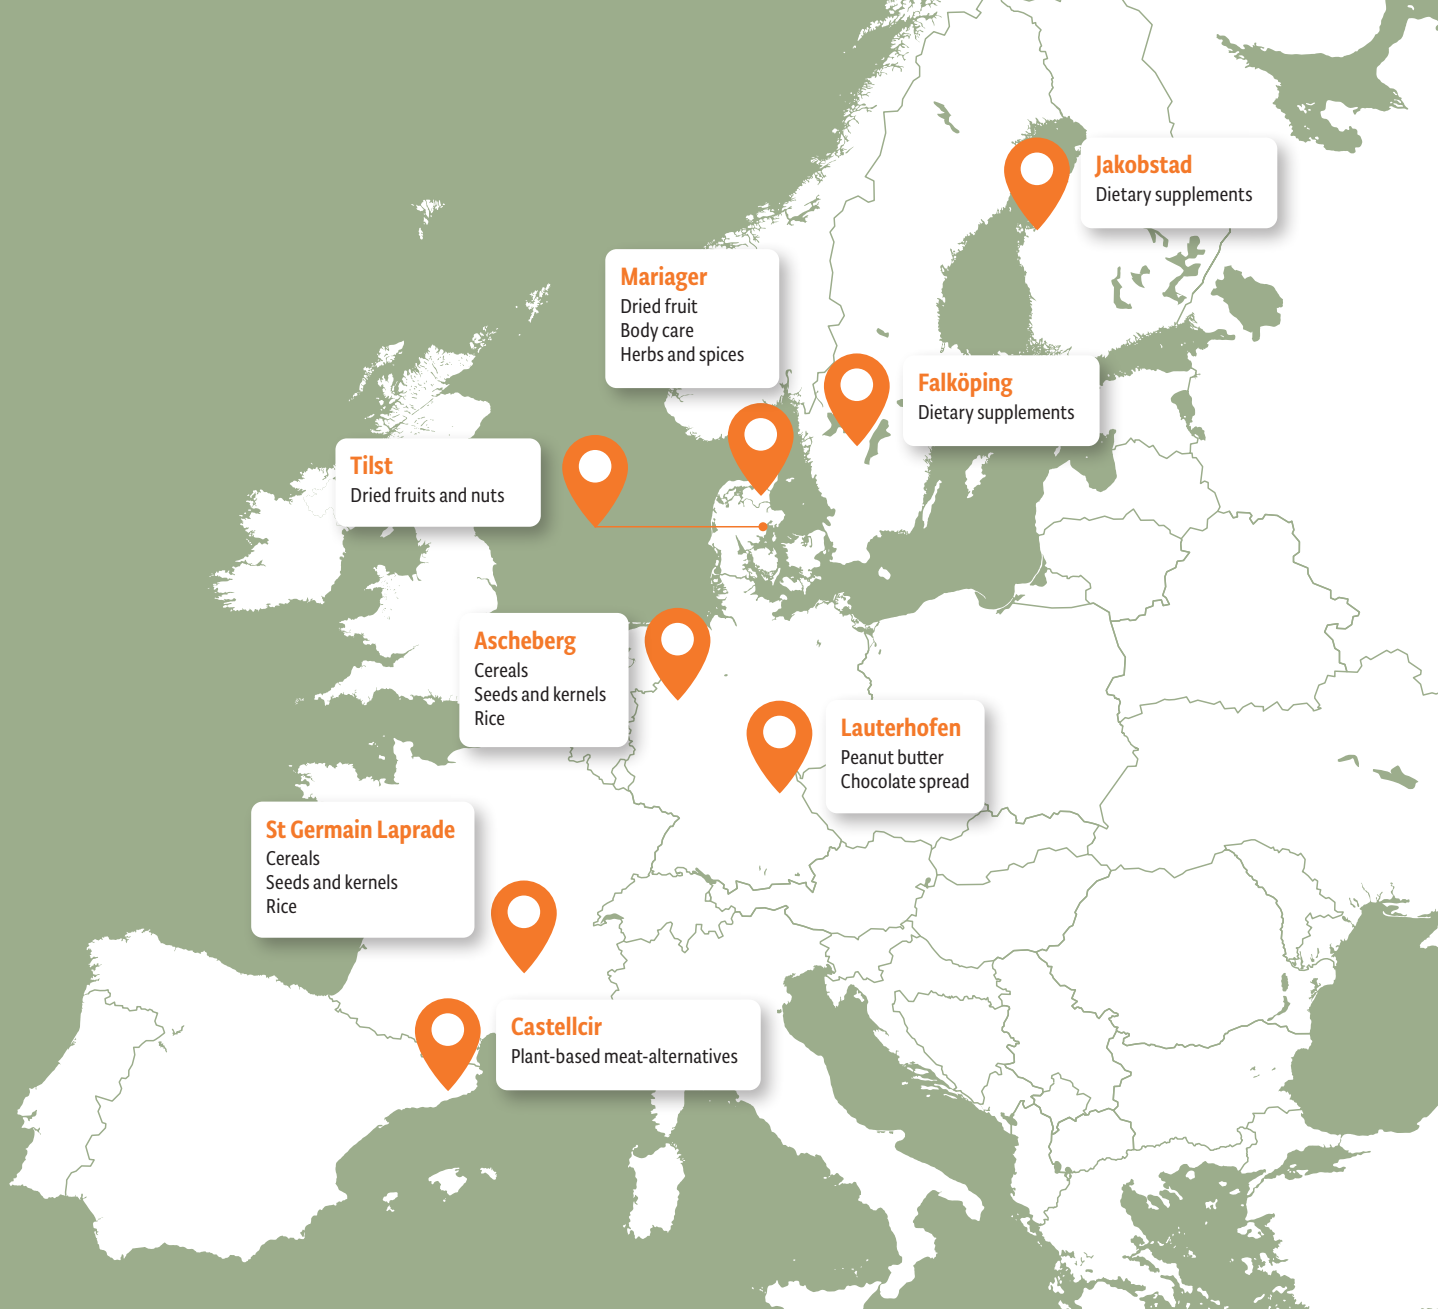 Jakobstad
Dietary supplements
Mariager
Dried fruit
Body care
Herbs and spices
Falköping
Dietary supplements
Tilst
Dried fruits and nuts
Ascheberg
Cereals
Seeds and kernels
Rice
Lauterhofen
Peanut butter
Chocolate spread
St Germain Laprade
Cereals
Seeds and kernels
Rice
Castellcir
Plant-based meat-alternatives